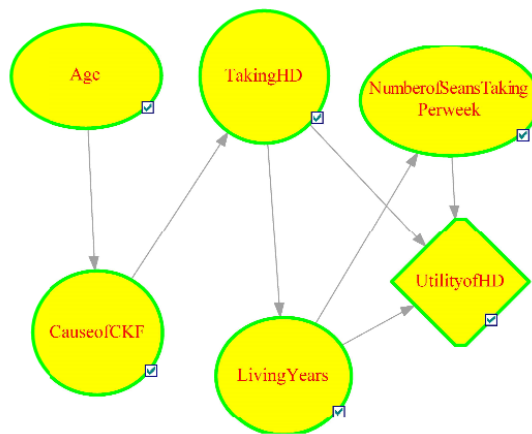 Age
TakingHD
NumberofSeansTaking
Perweek
UtilityofHD
CauseofCKF
LivingYears